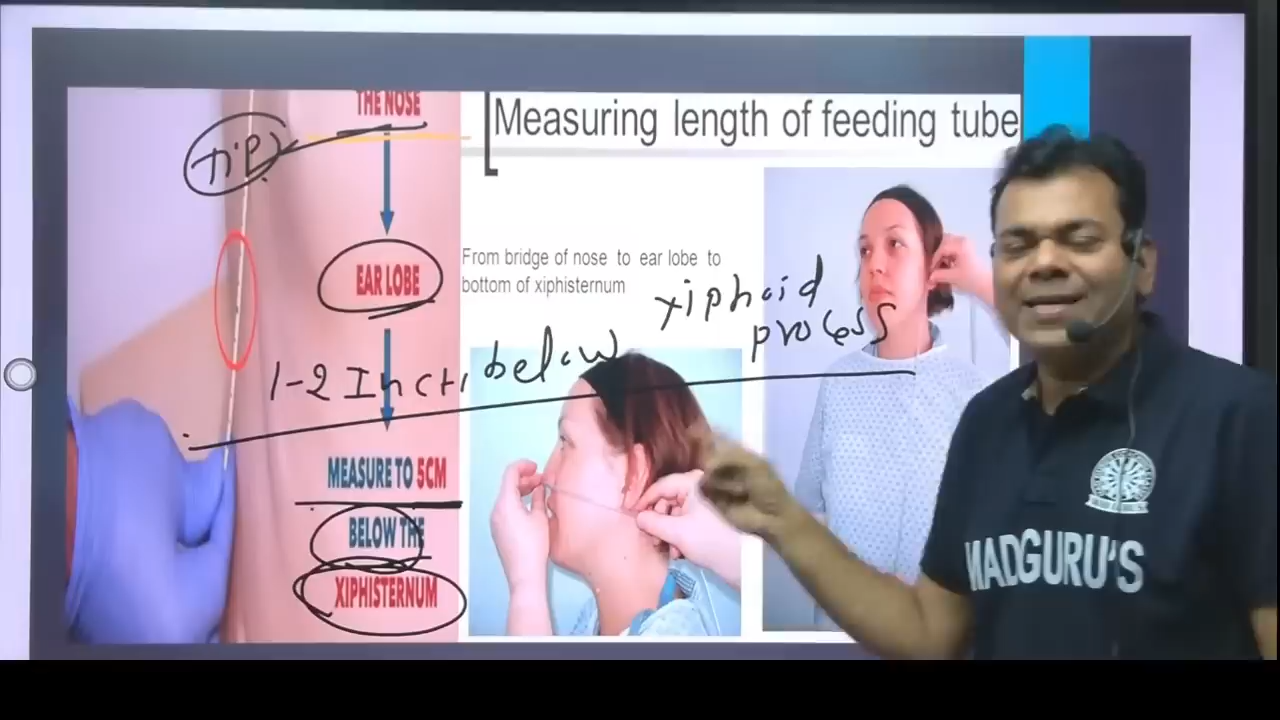 THE NOSE
Measuring length of feeding tube
TIP
EAR LOBE
From bridge of nose to ear lobe to
bottom of xiphisternum
xiphoid
process
1-2 Inch below
MEASURE TO 5CM
BELOW THE
XIPHISTERNUM
MADGURU'S